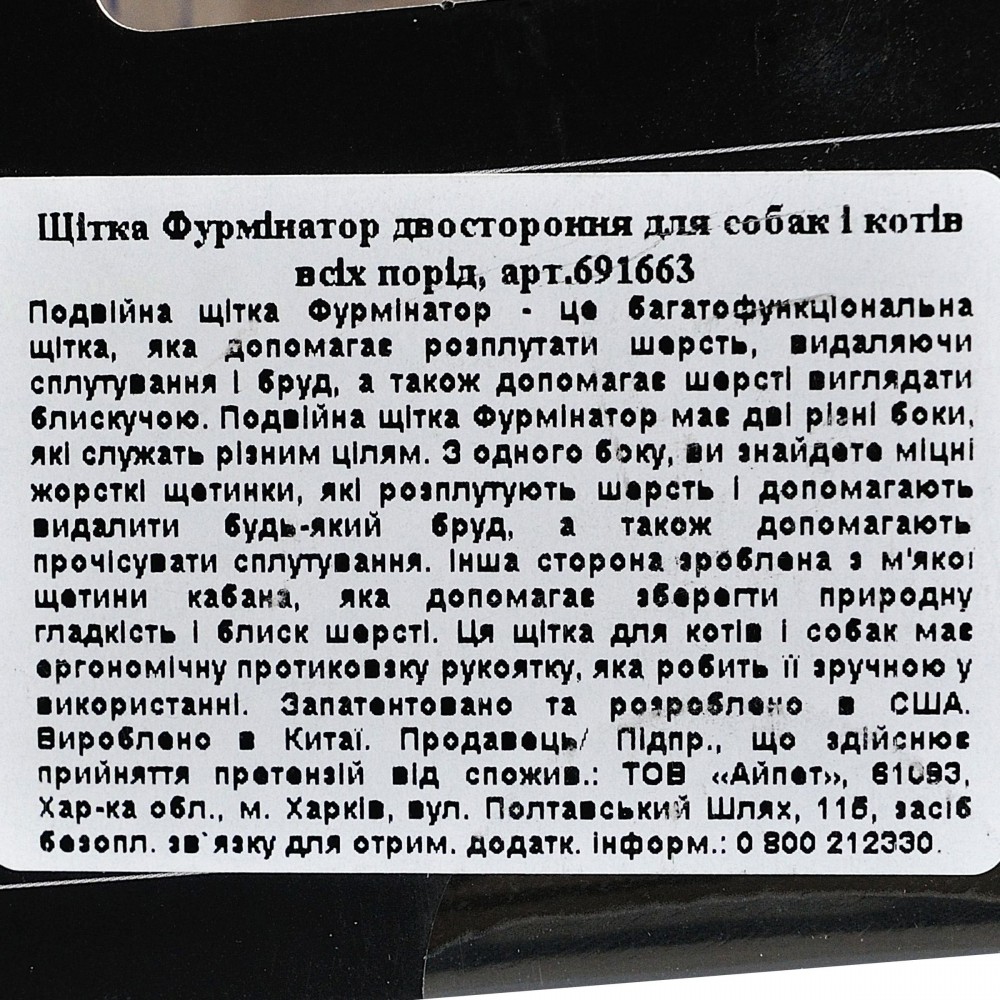 Щітка Фурмінатор двостороння для собак і котів
всіх порід, арт.691663
Подвійна щітка Фурмінатор - це багатофункціональна
щітка, яка допомагає розплутати шерсть, видаляючи
сплутування і бруд, а також допомагає шерсті виглядати
блискучою. Подвійна щітка Фурмінатор має дві різні боки,
які служать різним цілям. З одного боку, ви знайдете міцні
жорсткі щетинки, які розплутують шерсть і допомагають
видалити будь-який бруд, а також допомагають
прочісувати сплутування. Інша сторона зроблена з м'якої
щетини кабана, яка допомагає зберегти природну
гладкість і блиск шерсті. Ця щітка для котів і собак має
ергономічну протиковзку рукоятку, яка робить її зручною у
використанні. Запатентовано та розроблено в США.
Вироблено в Китаї. Продавець/ Підпр., що здійснює
прийняття претензій від спожив.: ТОВ «Айпет», 61093,
Хар-ка обл., м. Харків, вул. Полтавський Шлях, 115, засіб
безопл. зв`язку для отрим. додатк. інформ.: 0 800 212330.